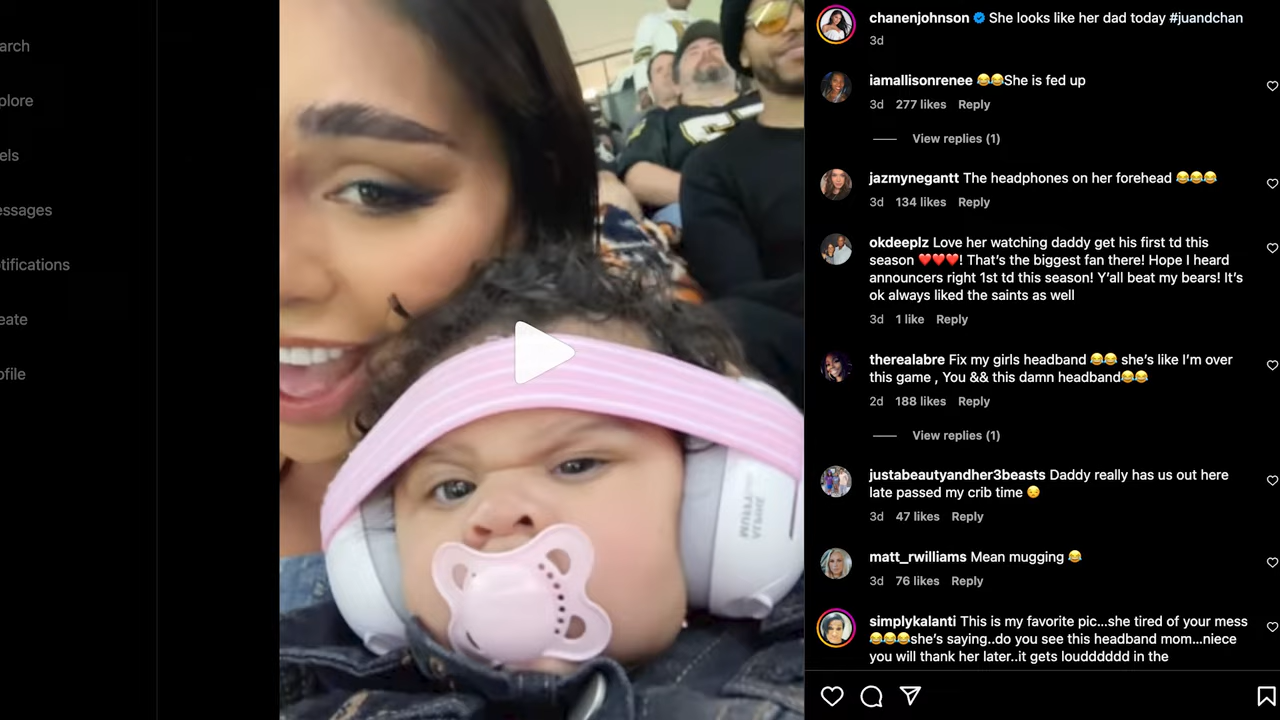 arch
plore
els
essages
otifications
eate
ofile
chanenjohnson She looks like her dad today #juandchan
3d
iamallisonrenee 😂😂She is fed up
3d 277 likes Reply
View replies (1)
jazmynegantt The headphones on her forehead 😂😂😂
3d 134 likes Reply
okdeeplz Love her watching daddy get his first td this
season ❤️❤️❤️! That's the biggest fan there! Hope I heard
announcers right 1st td this season! Y'all beat my bears! It's
ok always liked the saints as well
3d 1 like Reply
therealabre Fix my girls headband 😂😂 she's like I'm over
this game , You && this damn headband😂😂
2d 188 likes Reply
View replies (1)
justabeautyandher3beasts Daddy really has us out here
late passed my crib time 😒
3d 47 likes Reply
matt_rwilliams Mean mugging 😂
3d 76 likes Reply
simplykalanti This is my favorite pic...she tired of your mess
😂😂😂she's saying..do you see this headband mom...niece
you will thank her later..it gets louddddd in the